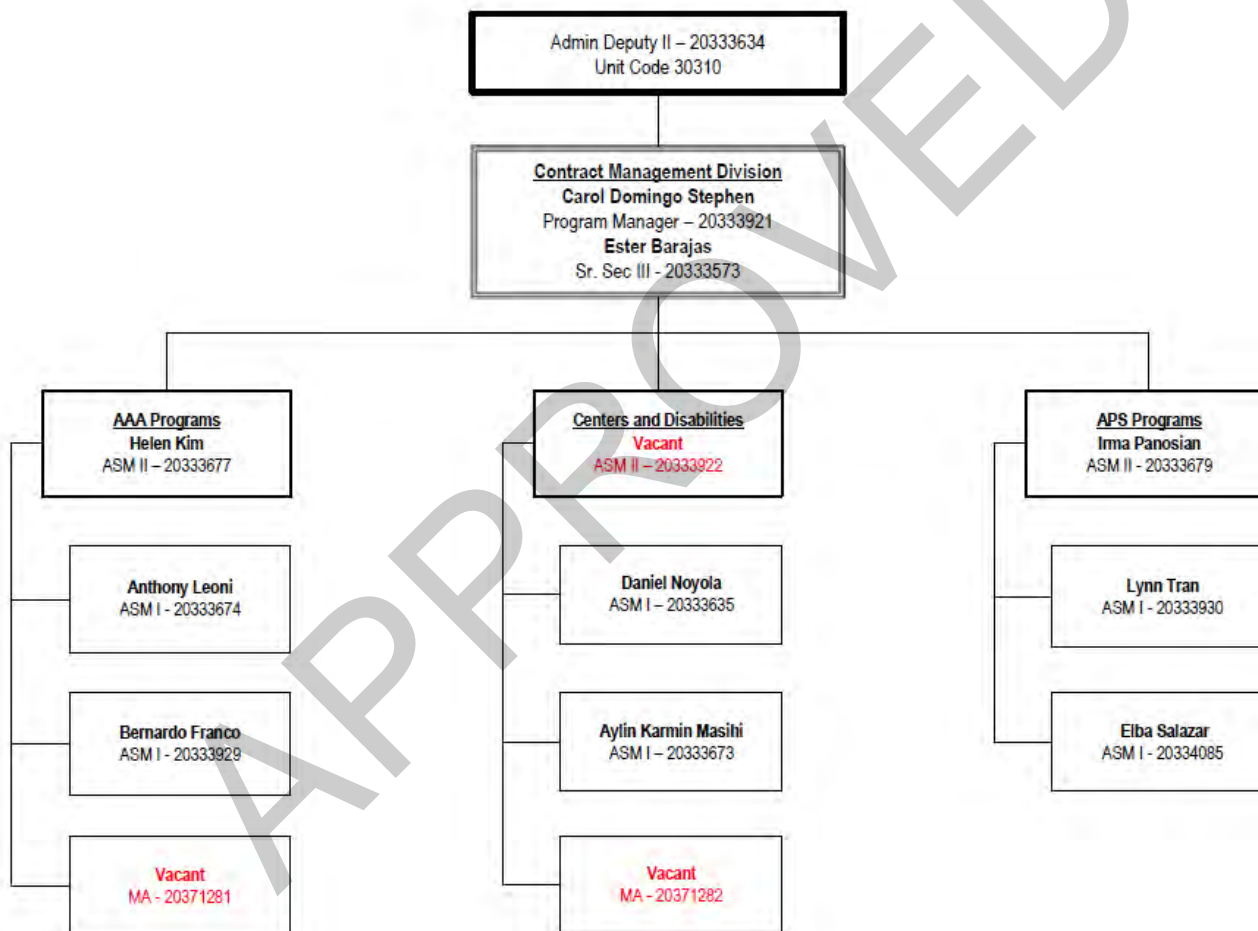 Admin Deputy II – 20333634
Unit Code 30310
Contract Management Division
Carol Domingo Stephen
Program Manager – 20333921
Ester Barajas
Sr. Sec III - 20333573
AAA Programs
Helen Kim
ASM II – 20333677
Anthony Leoni
ASM I - 20333674
Bernardo Franco
ASM I - 20333929
Vacant
MA - 20371281
Centers and Disabilities
Vacant
ASM II – 20333922
Daniel Noyola
ASM I – 20333635
Aylin Karmin Masihi
ASM I – 20333673
Vacant
MA - 20371282
APS Programs
Irma Panosian
ASM II - 20333679
Lynn Tran
ASM I - 20333930
Elba Salazar
ASM I - 20334085
APPROVED